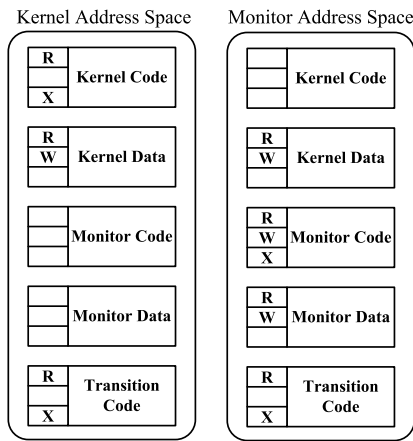 Kernel Address Space
R
X
Kernel Code
R
W
Kernel Data
Monitor Code
Monitor Data
R
X
Transition
Code
Monitor Address Space
Kernel Code
R
W
Kernel Data
R
W
X
Monitor Code
R
W
Monitor Data
R
X
Transition
Code